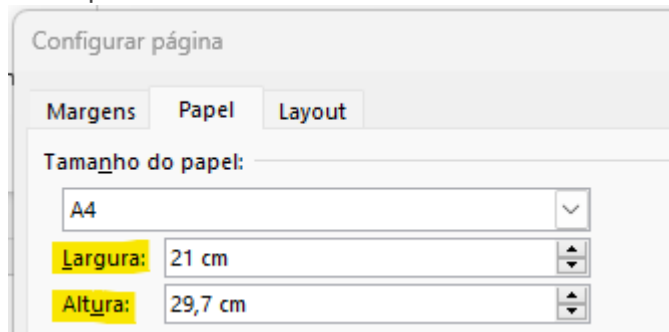 Configurar página
Margens Papel Layout
Tamanho do papel:
A4
Largura: 21 cm
Altura: 29,7 cm